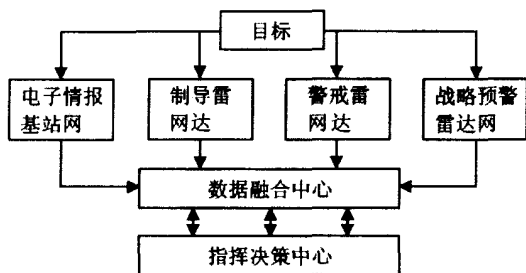 目标
电子情报
基站网
制导雷
网达
警戒雷
网达
战略预警
雷达网
数据融合中心
指挥决策中心